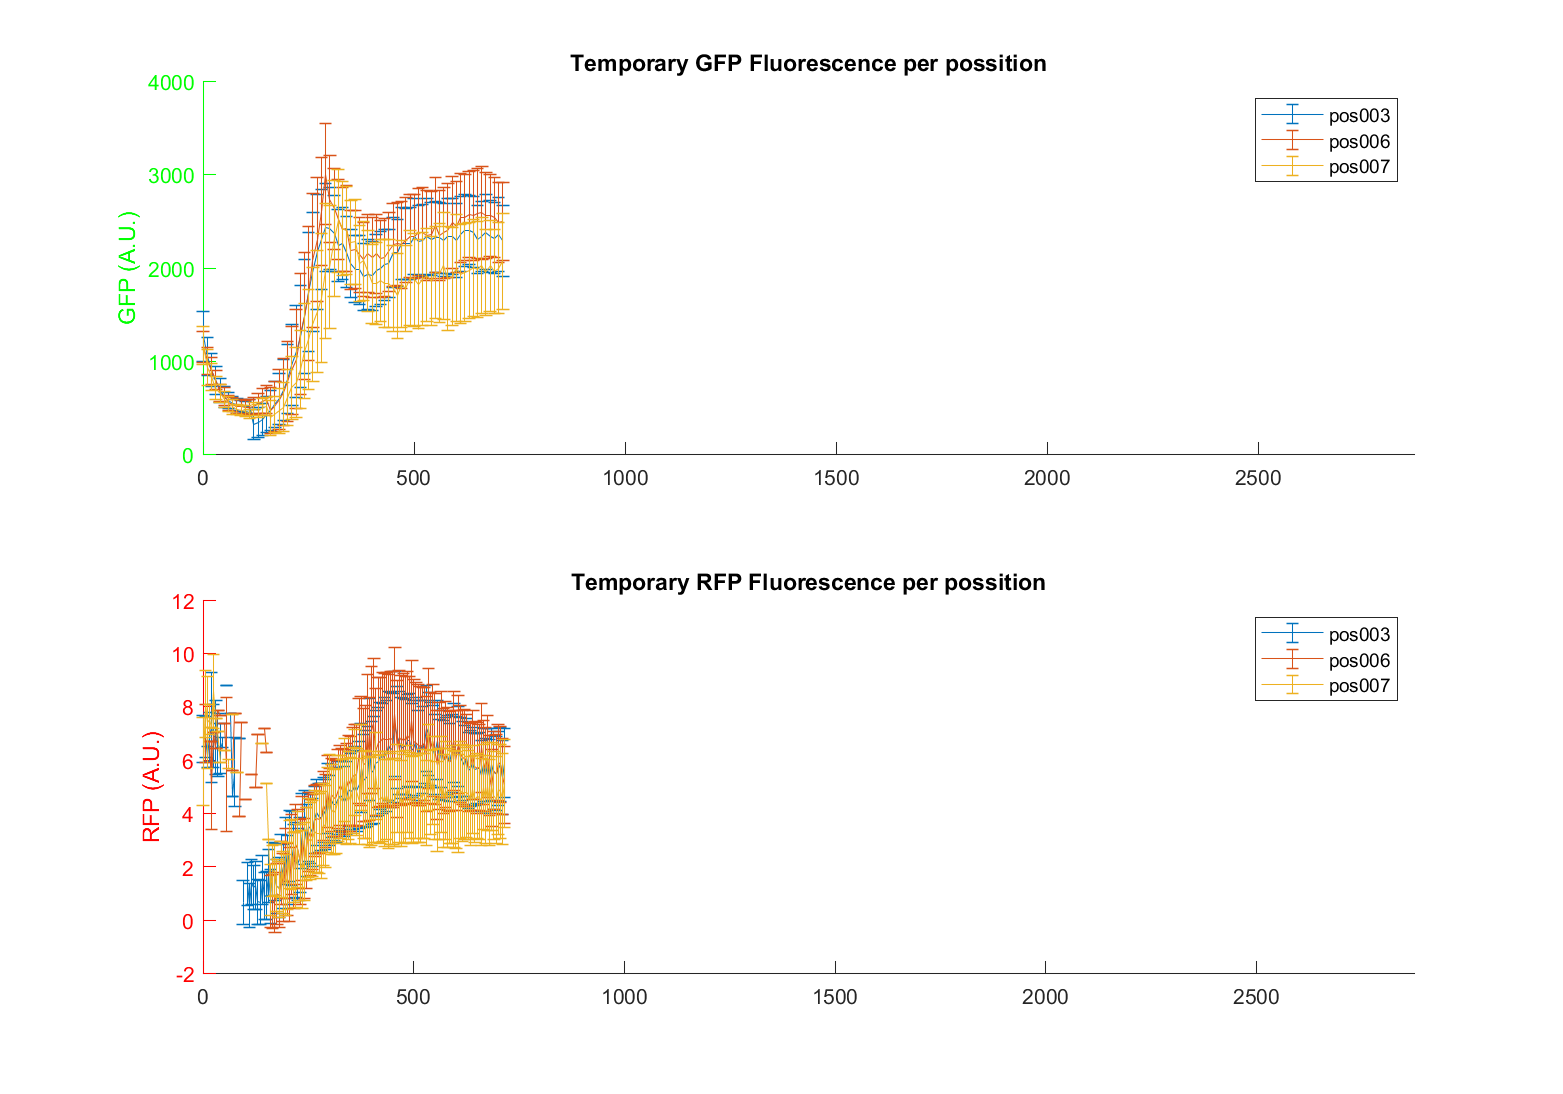 Temporary GFP Fluorescence per possition
4000
3000
2000
1000
0
GFP (A.U.)
0 500 1000 1500 2000 2500
pos003
pos006
pos007
Temporary RFP Fluorescence per possition
12
10
8
6
4
2
0
-2
RFP (A.U.)
0 500 1000 1500 2000 2500
pos003
pos006
pos007